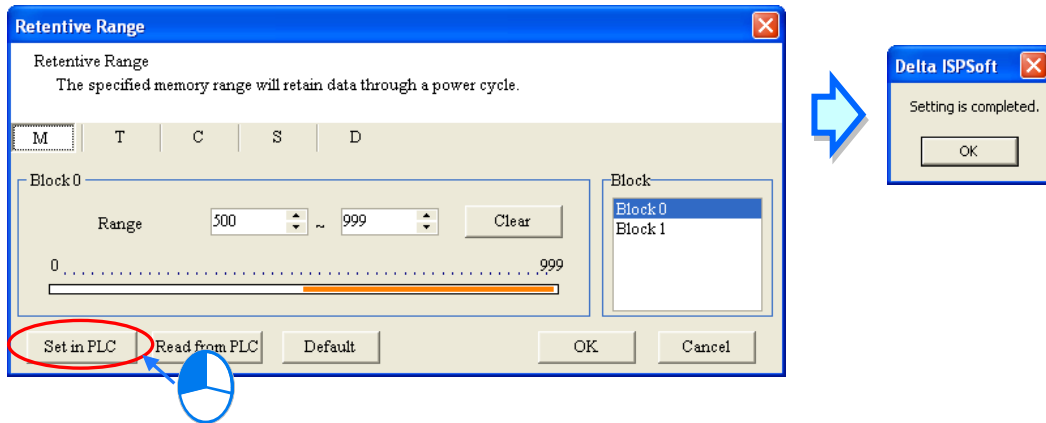 Retentive Range
Retentive Range
The specified memory range will retain data through a power cycle.
M T C S D
Block 0
Range 500 ~ 999 Clear
0 999
Block
Block 0
Block 1
Set in PLC Read from PLC Default OK Cancel
Delta ISPSoft
Setting is completed.
OK